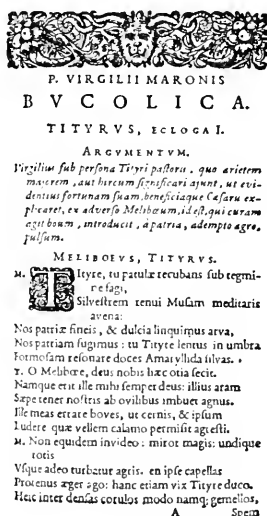 P. VIRGILII MARONIS
BVCOLICA.
TITYRVS, ECLOGA I.
ARGVMENTVM.
Virgilius sub persona Tityri pastoris, quo arietem
majorem, aut hircum significari ajunt, ut evi-
dentius fortunam suam, beneficiaque Cæsaru ex-
plicaret, ex adverso Melibœum, id est, qui curam
agit boum, introducit, à patria, adempto agro,
pulsum.
MELIBOEVS, TITYRVS.
M. TItyre, tu patulæ recubans sub tegmi-
ne fagi,
Silvestrem tenui Musam meditaris
avena:
Nos patriæ fineis, & dulcia linquimus arva,
Nos patriam fugimus: tu Tityre lentus in umbra
Formosam resonare doces Amaryllida silvas.
T. O Melibœe, deus nobis hæc otia fecit.
Namque erit ille mihi semper deus: illius aram
Sæpe tener nostris ab ovilibus imbuet agnus.
Ille meas errare boves, ut cernis, & ipsum
Ludere quæ vellem calamo permisit agresti.
M. Non equidem invideo: miror magis: undique
totis
Vsque adeo turbatur agris. en ipse capellas
Protenus æger ago: hanc etiam vix Tityre duco.
Heic inter densas corulos modo namq; gemellos,
A Spem